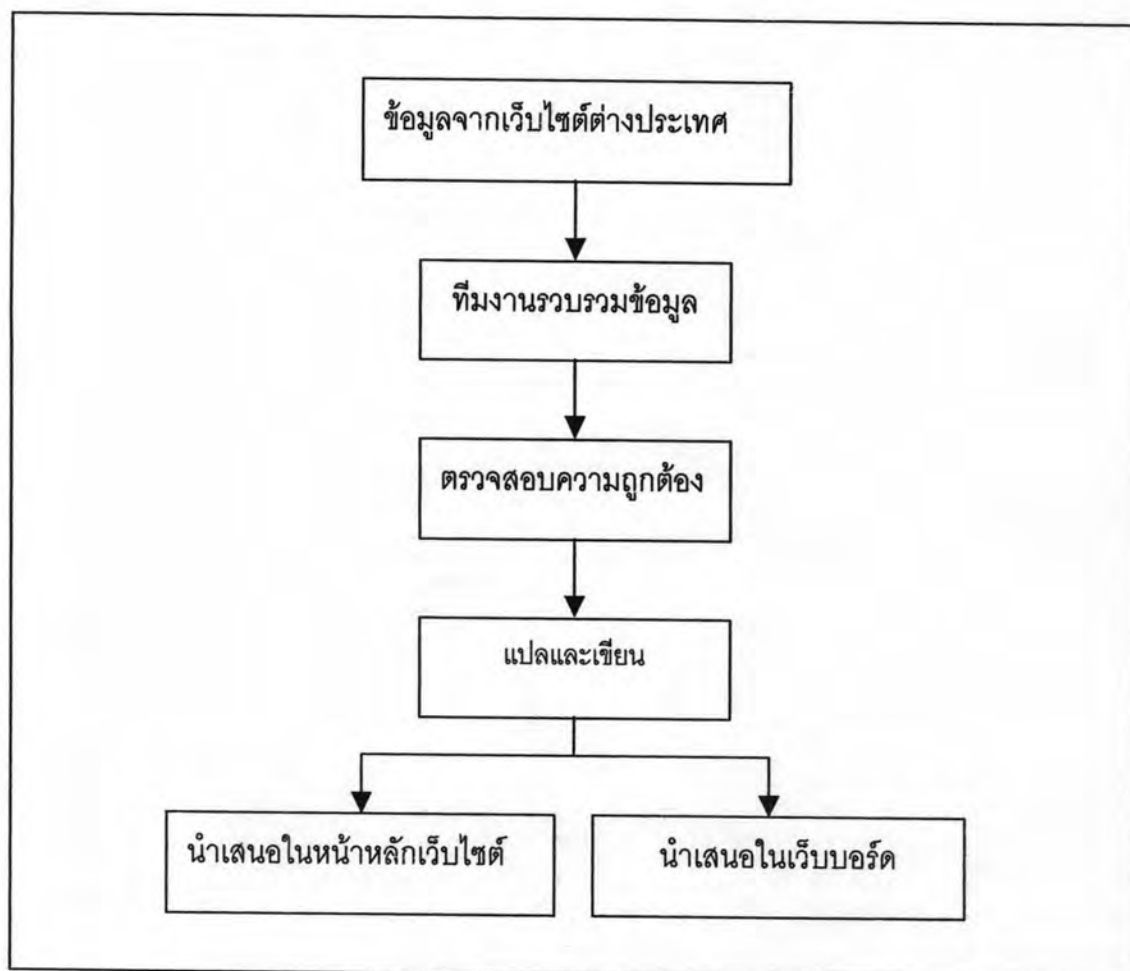 ข้อมูลจากเว็บไซต์ต่างประเทศ
ทีมงานรวบรวมข้อมูล
ตรวจสอบความถูกต้อง
แปลและเขียน
นำเสนอในหน้าหลักเว็บไซต์
นำเสนอในเว็บบอร์ด